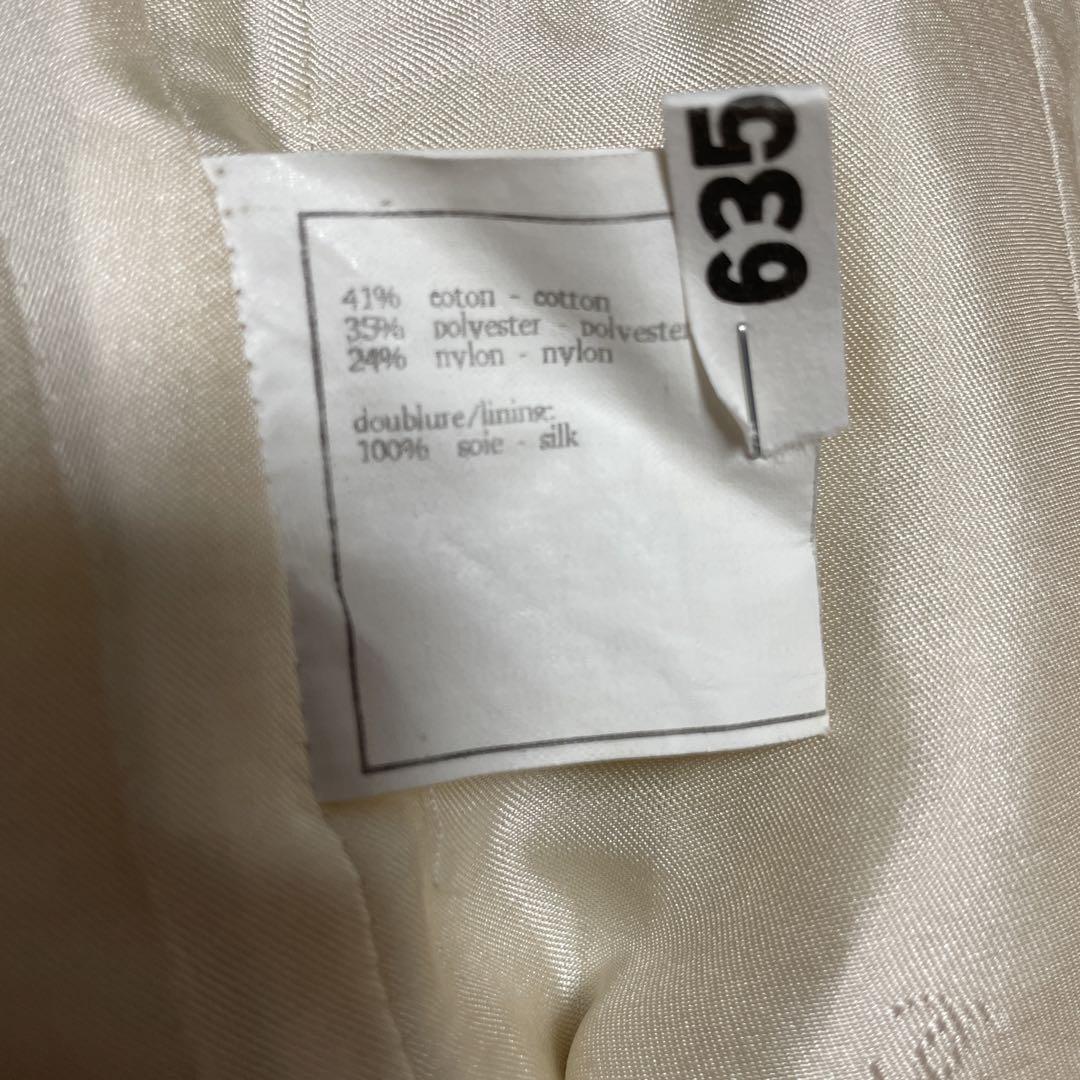 635
41% coton - cotton
35% polyester - polyester
24% nylon - nylon
doublure/lining:
100% soie - silk